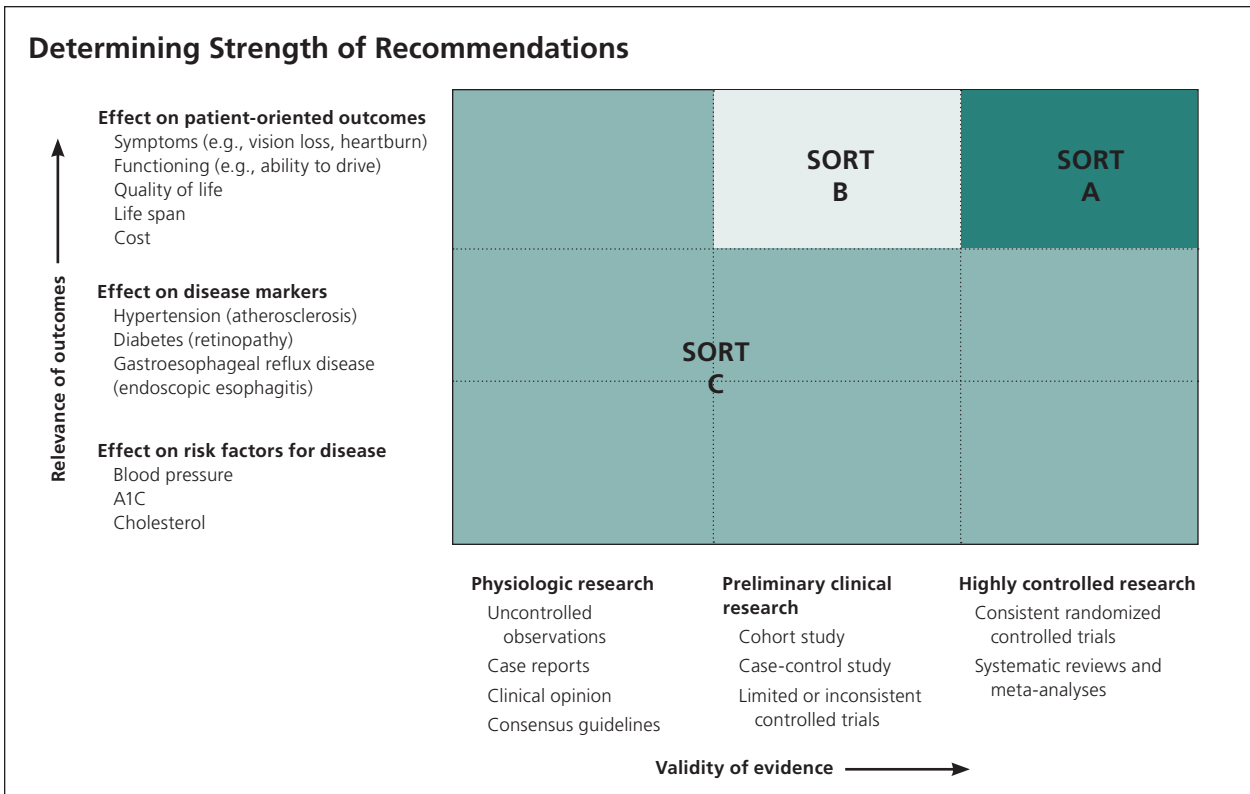 Determining Strength of Recommendations
Relevance of outcomes
Effect on patient-oriented outcomes
Symptoms (e.g., vision loss, heartburn)
Functioning (e.g., ability to drive)
Quality of life
Life span
Cost
Effect on disease markers
Hypertension (atherosclerosis)
Diabetes (retinopathy)
Gastroesophageal reflux disease
(endoscopic esophagitis)
Effect on risk factors for disease
Blood pressure
A1C
Cholesterol
SORT
B
SORT
A
SORT
C
Physiologic research
Uncontrolled
observations
Case reports
Clinical opinion
Consensus guidelines
Preliminary clinical
research
Cohort study
Case-control study
Limited or inconsistent
controlled trials
Highly controlled research
Consistent randomized
controlled trials
Systematic reviews and
meta-analyses
Validity of evidence